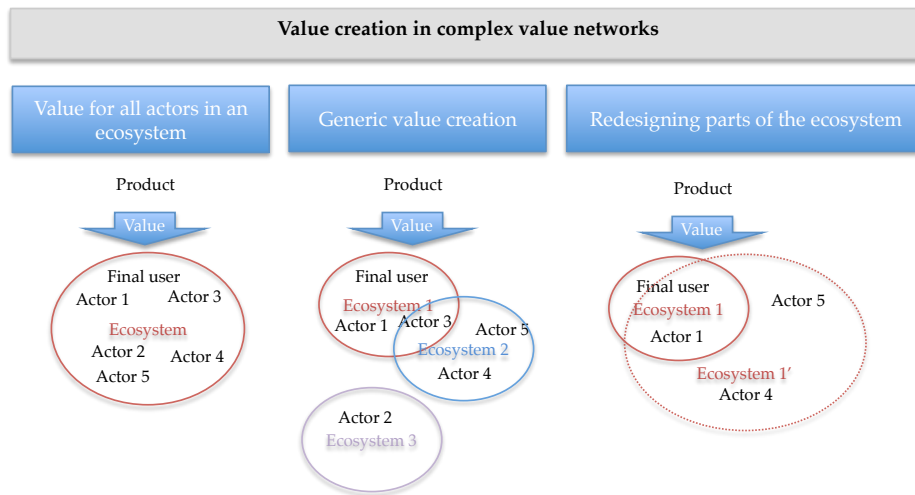 Value creation in complex value networks
Value for all actors in an
ecosystem
Product
Value
Final user
Actor 1
Actor 3
Ecosystem
Actor 2
Actor 4
Actor 5
Generic value creation
Product
Value
Final user
Ecosystem 1
Actor 1
Actor 3
Actor 5
Ecosystem 2
Actor 4
Actor 2
Ecosystem 3
Redesigning parts of the ecosystem
Product
Value
Final user
Ecosystem 1
Actor 1
Actor 5
Ecosystem 1’
Actor 4